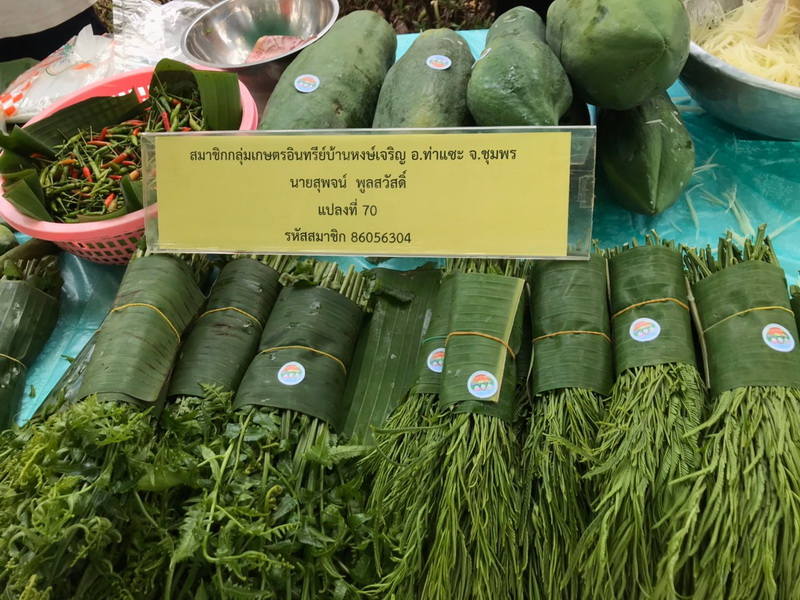 สมาชิกกลุ่มเกษตรอินทรีย์บ้านหงษ์เจริญ อ.ท่าแซะ จ.ชุมพร
นายสุพจน์ พูลสวัสดิ์
แปลงที่ 70
รหัสสมาชิก 86056304